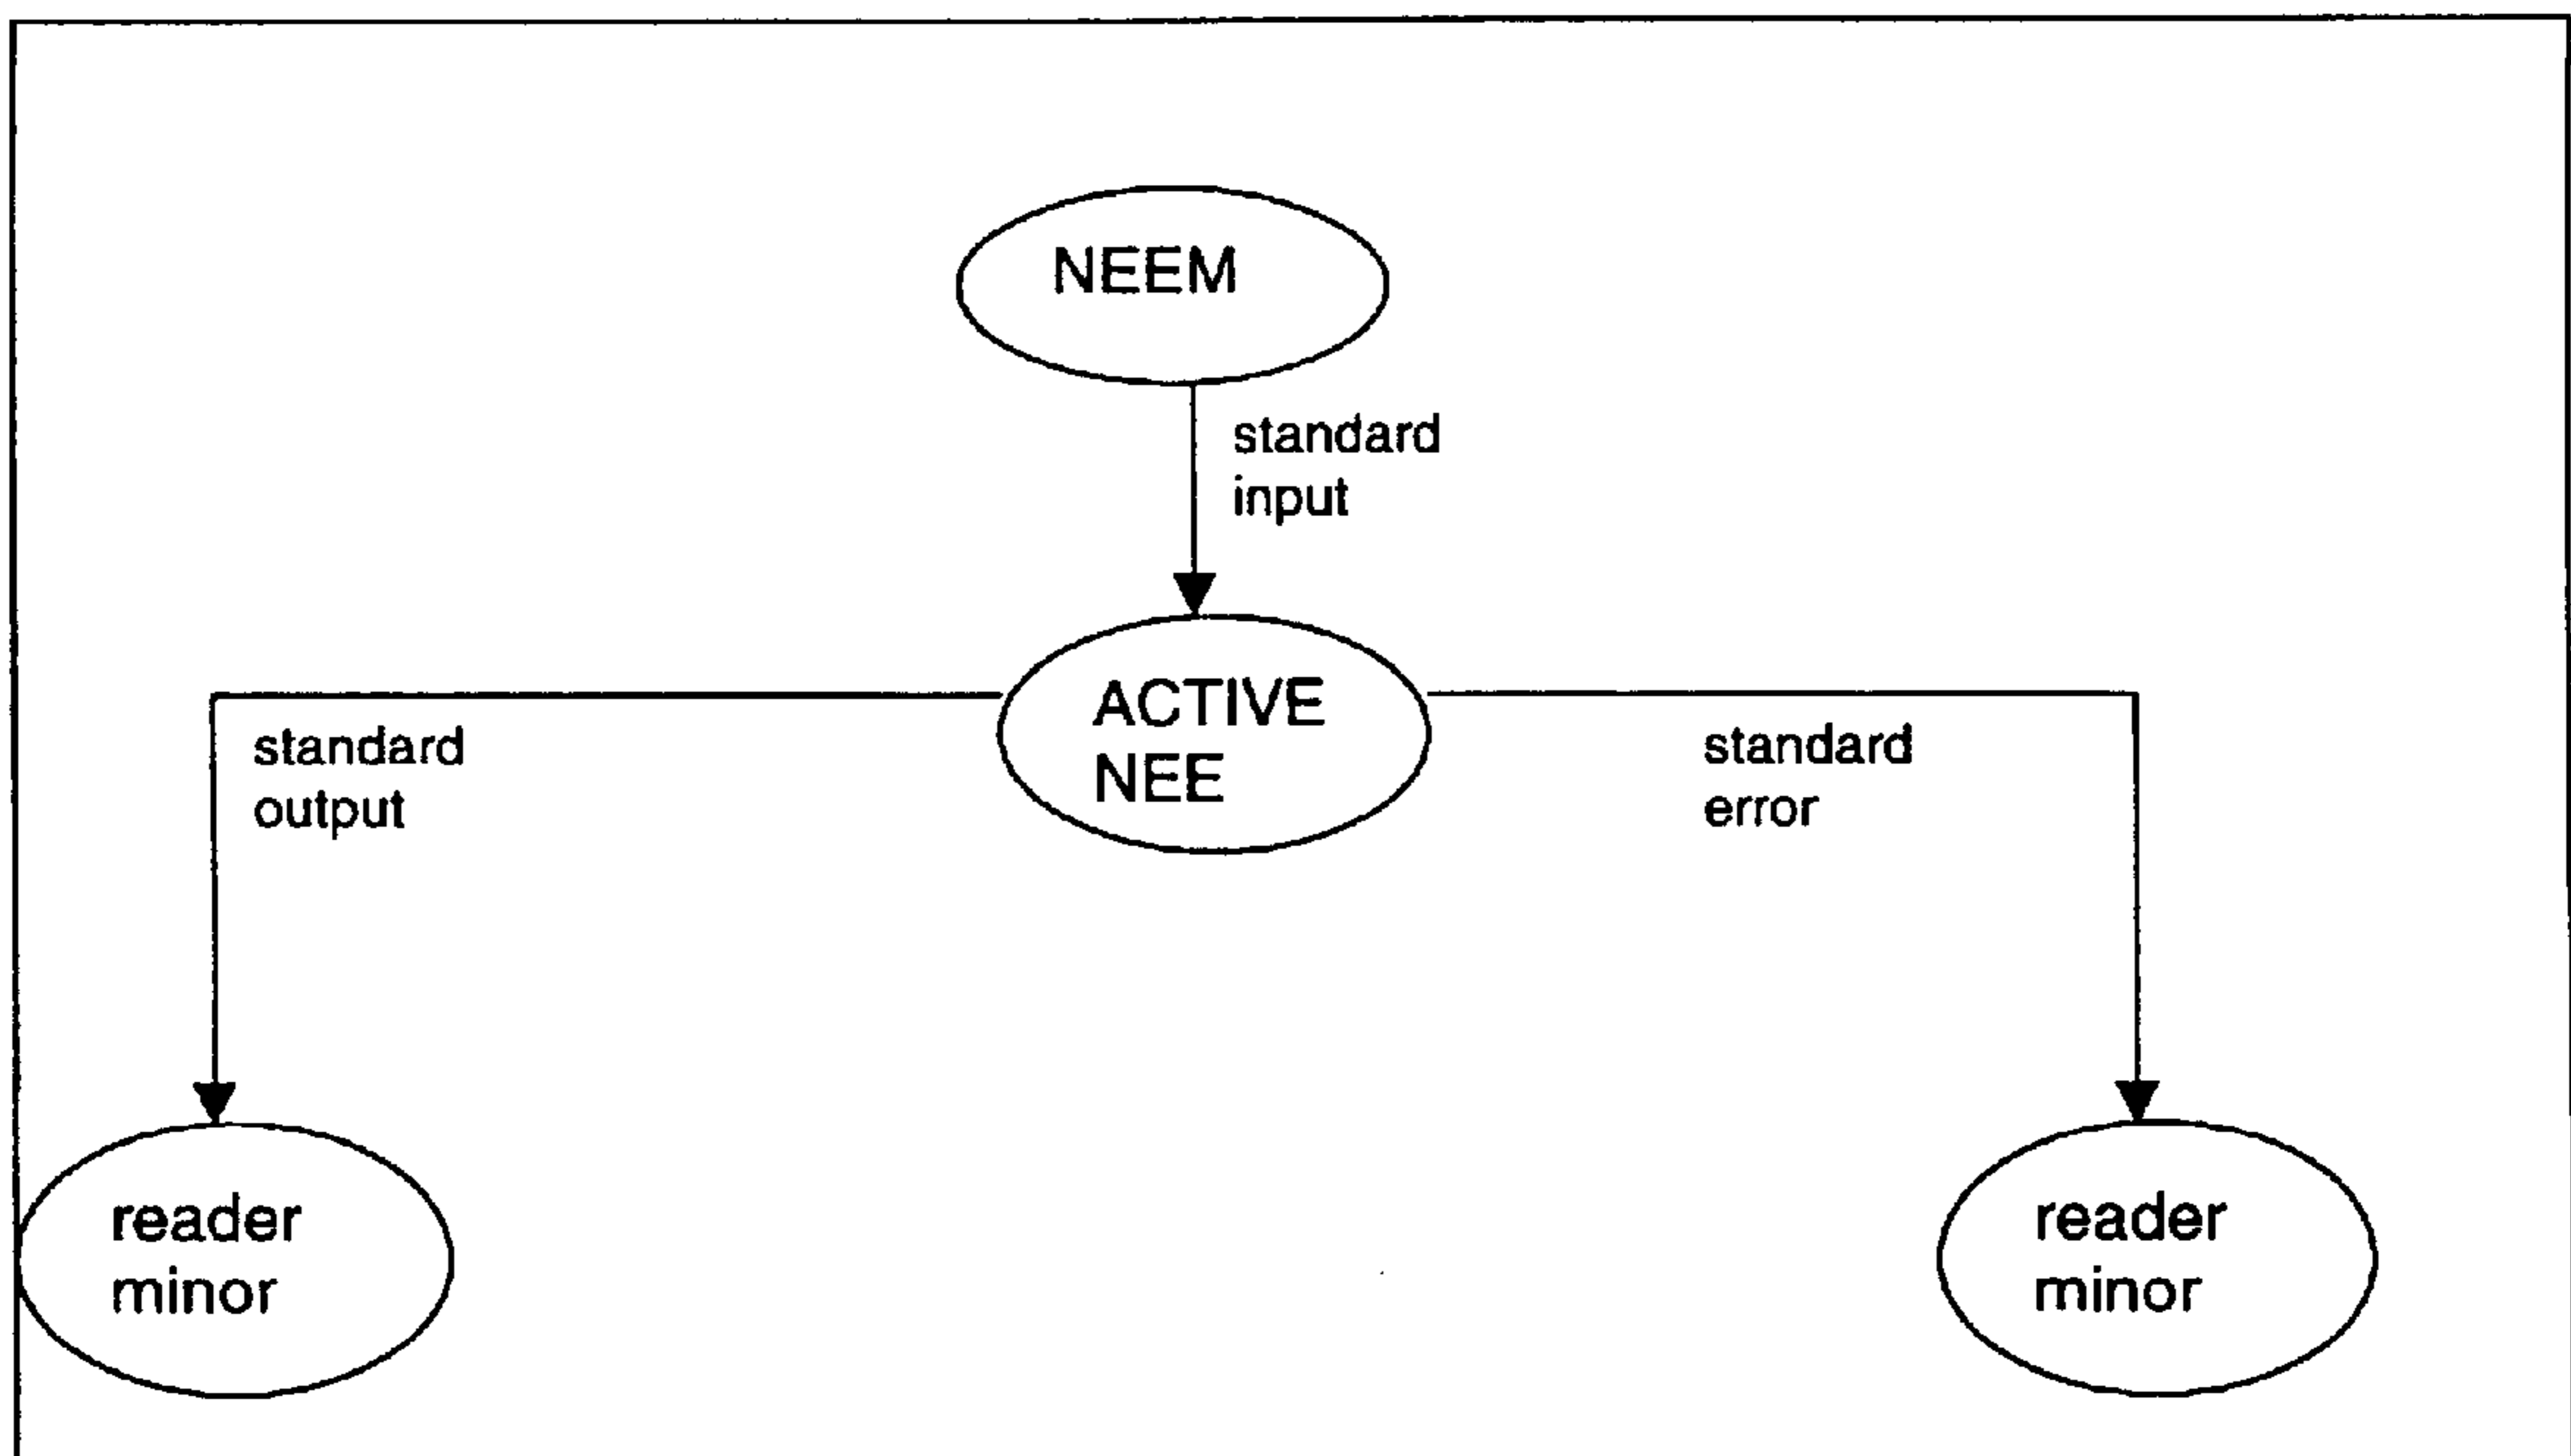 NEEM
standard
input
ACTIVE
NEE
standard
output
standard
error
reader
minor
reader
minor